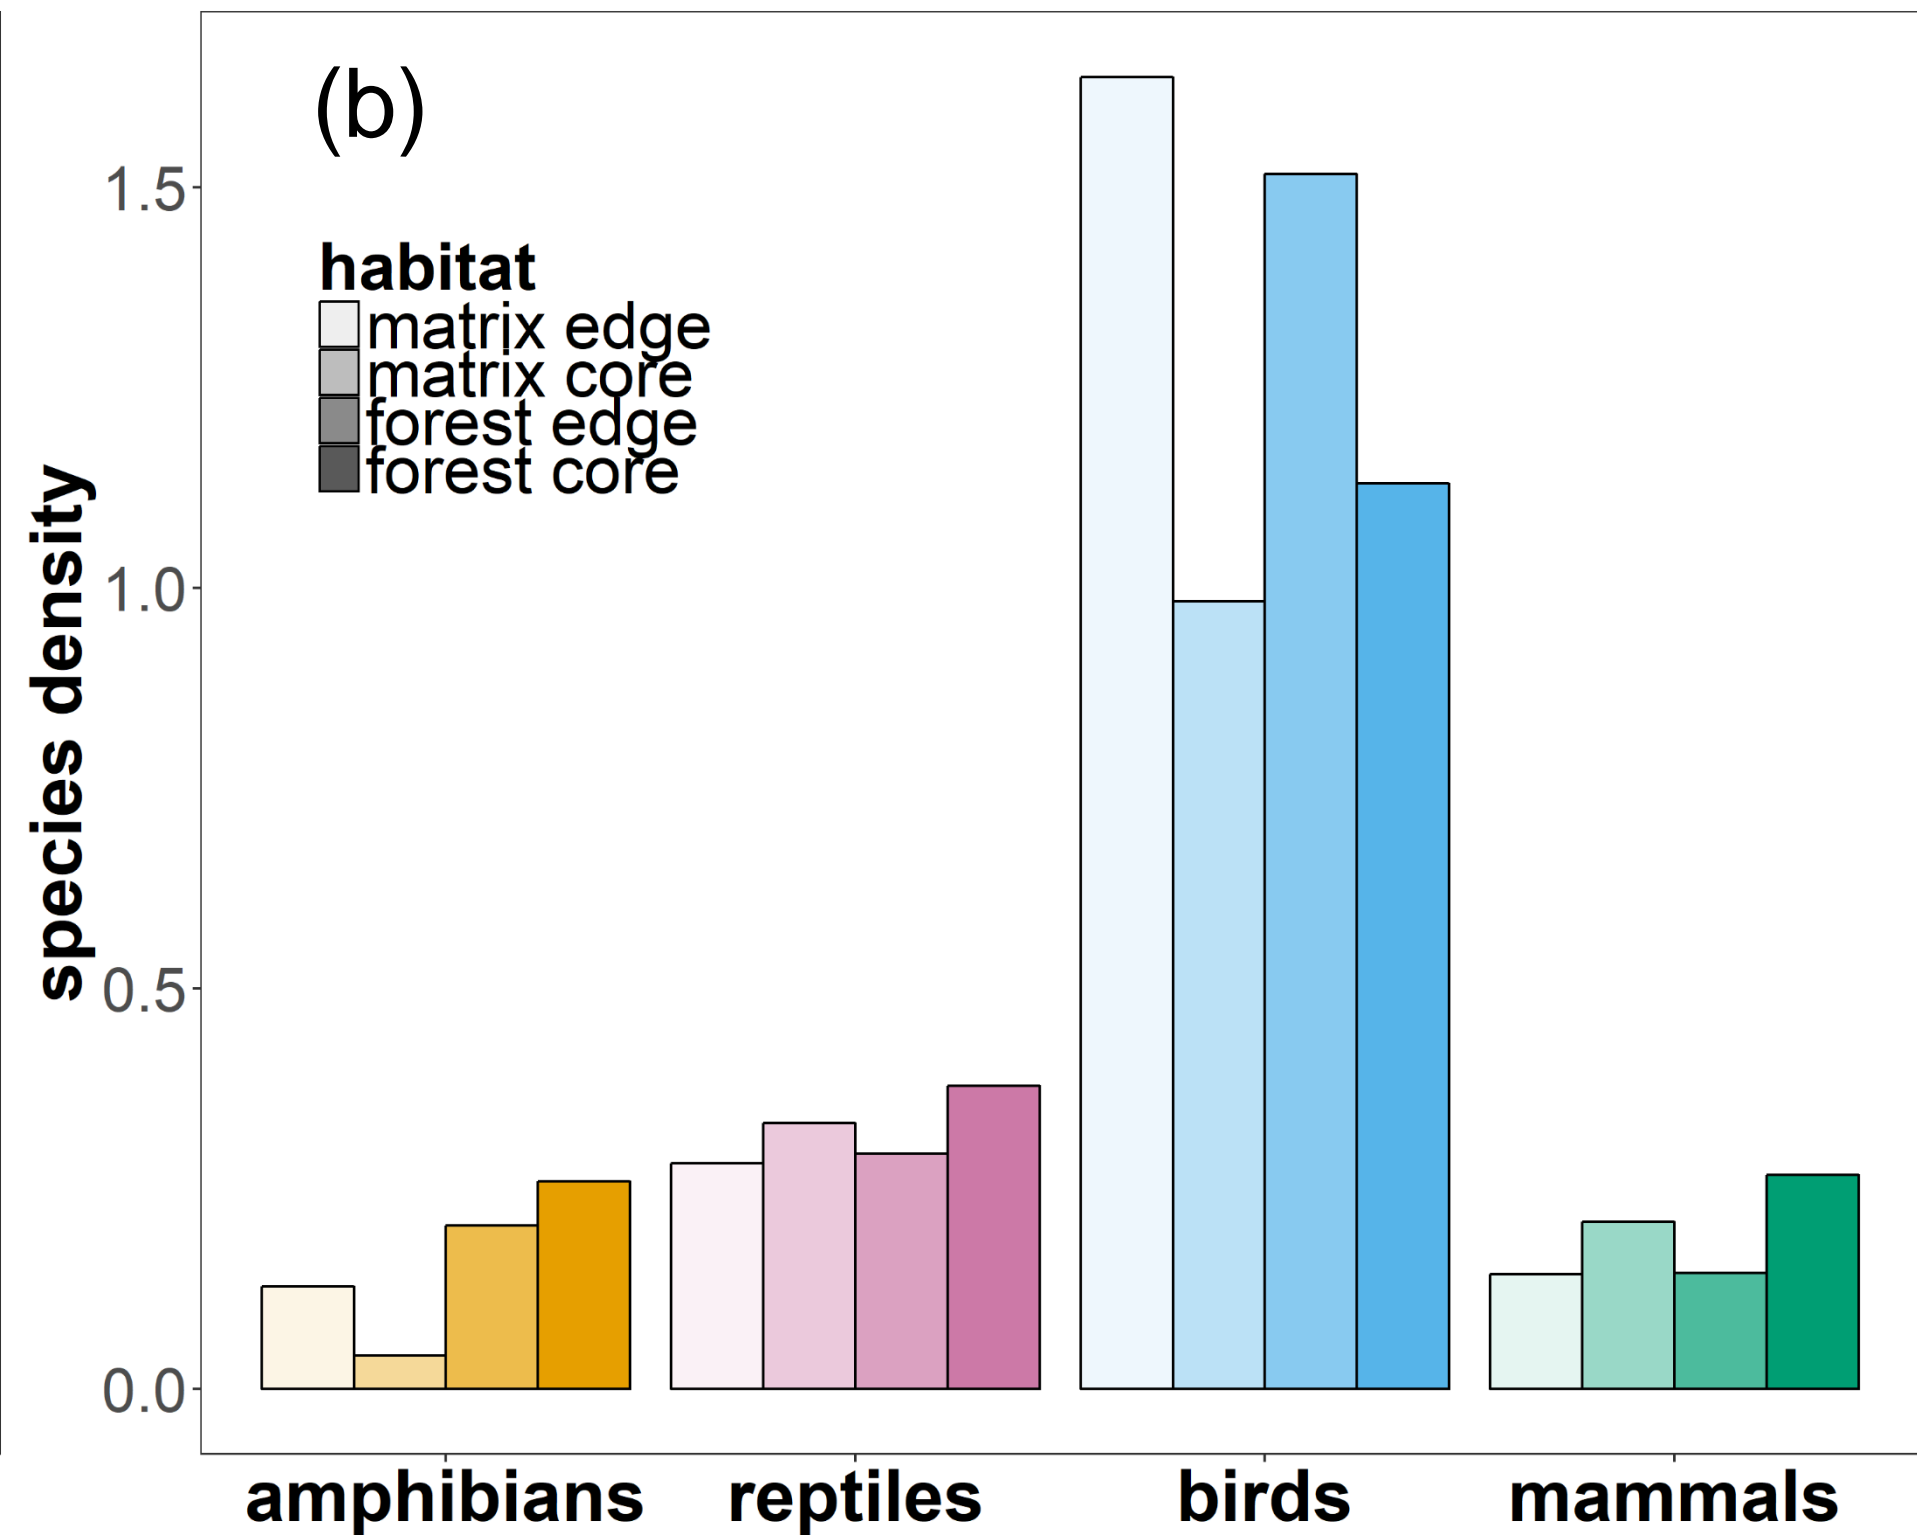 (b)
habitat
matrix edge
matrix core
forest edge
forest core
species density
1.5
1.0
0.5
0.0
amphibians reptiles birds mammals